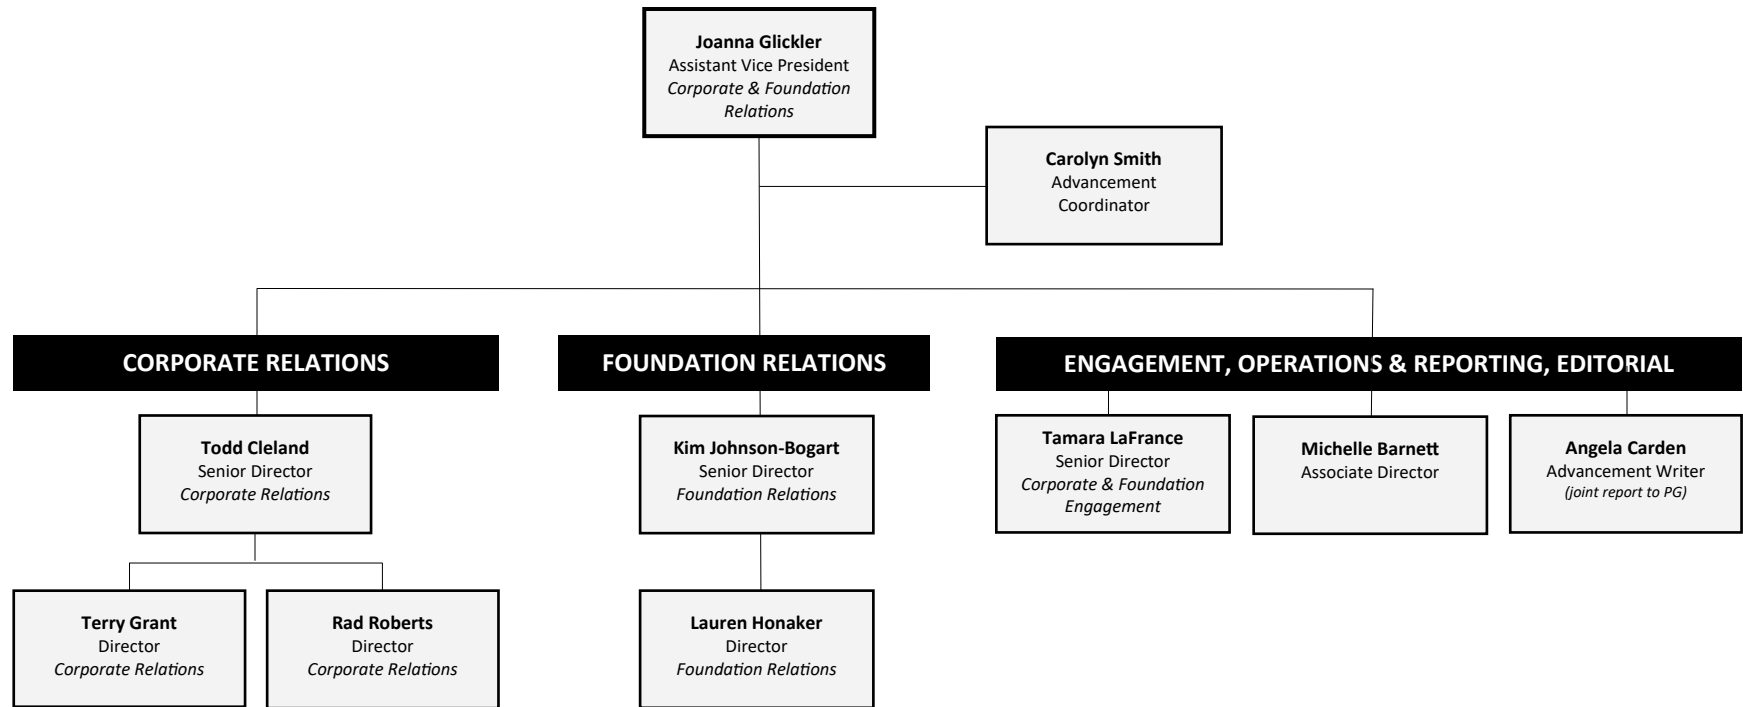 Joanna Glickler
Assistant Vice President
Corporate & Foundation
Relations
Carolyn Smith
Advancement
Coordinator
CORPORATE RELATIONS
FOUNDATION RELATIONS
ENGAGEMENT, OPERATIONS & REPORTING, EDITORIAL
Todd Cleland
Senior Director
Corporate Relations
Kim Johnson-Bogart
Senior Director
Foundation Relations
Tamara LaFrance
Senior Director
Corporate & Foundation
Engagement
Michelle Barnett
Associate Director
Angela Carden
Advancement Writer
(joint report to PG)
Terry Grant
Director
Corporate Relations
Rad Roberts
Director
Corporate Relations
Lauren Honaker
Director
Foundation Relations